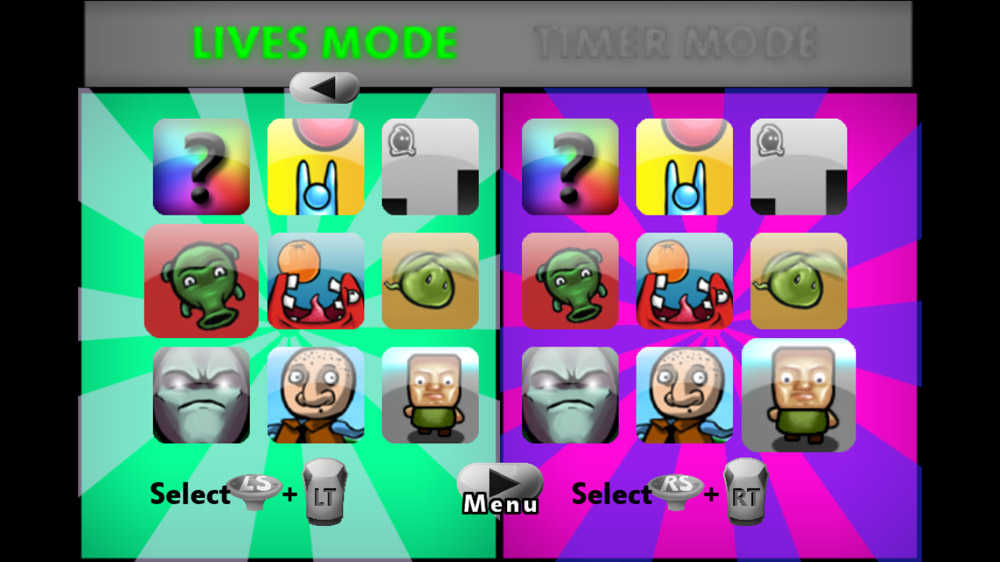 LIVES MODE
TIMER MODE
?
?
Select LS + LT
Menu
Select RS + RT